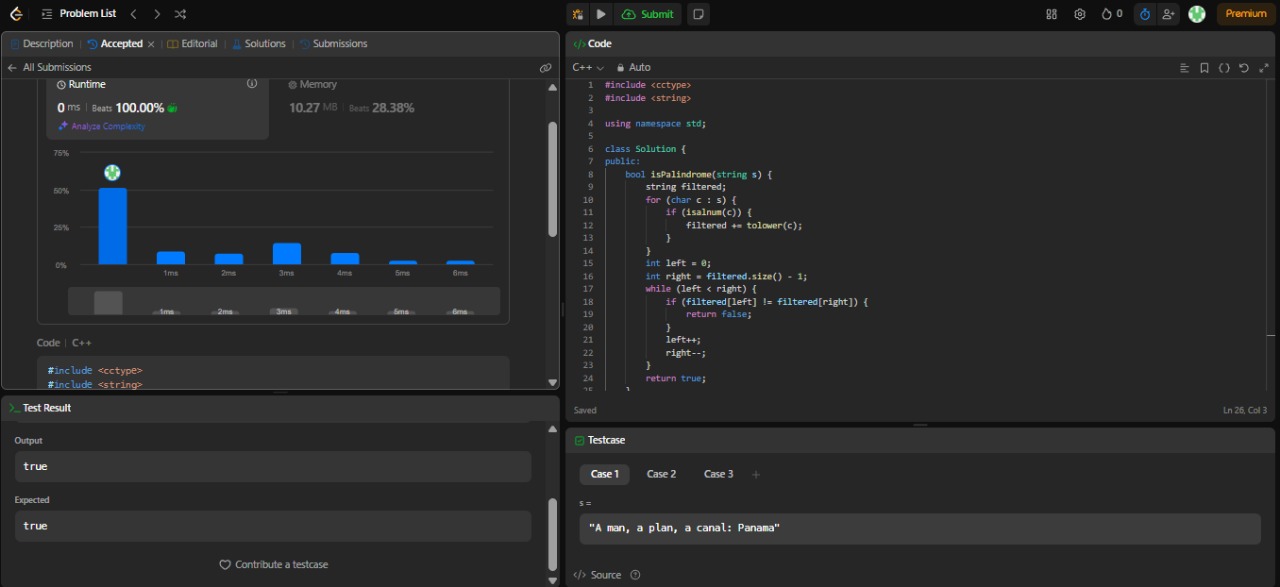 Problem List
Submit
0
Premium
Description
Accepted
Editorial
Solutions
Submissions
All Submissions
Runtime
0 ms | Beats 100.00%
Analyze Complexity
Memory
10.27 MB | Beats 28.38%
75%
50%
25%
0%
1ms 2ms 3ms 4ms 5ms 6ms
1ms 2ms 3ms 4ms 5ms 6ms
Code | C++
#include <cctype>
#include <string>
Test Result
Output
true
Expected
true
Contribute a testcase
</> Code
C++ Auto
1 #include <cctype>
2 #include <string>
3
4 using namespace std;
5
6 class Solution {
7 public:
8 bool isPalindrome(string s) {
9 string filtered;
10 for (char c : s) {
11 if (isalnum(c)) {
12 filtered += tolower(c);
13 }
14 }
15 int left = 0;
16 int right = filtered.size() - 1;
17 while (left < right) {
18 if (filtered[left] != filtered[right]) {
19 return false;
20 }
21 left++;
22 right--;
23 }
24 return true;
25 }
Saved
Ln 26, Col 3
Testcase
Case 1 Case 2 Case 3 +
s =
"A man, a plan, a canal: Panama"
</> Source